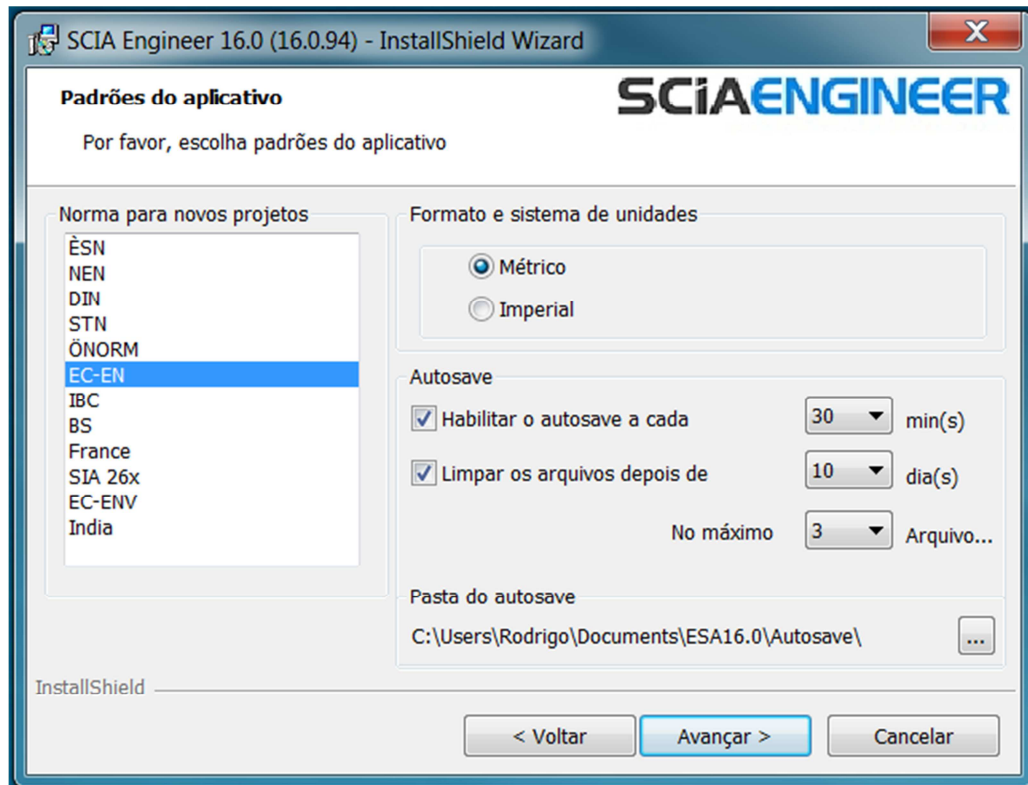 SCIA Engineer 16.0 (16.0.94) - InstallShield Wizard
Padrões do aplicativo
SCiAENGINEER
Por favor, escolha padrões do aplicativo
Norma para novos projetos
ÈSN
NEN
DIN
STN
ÖNORM
EC-EN
IBC
BS
France
SIA 26x
EC-ENV
India
Formato e sistema de unidades
Métrico
Imperial
Autosave
Habilitar o autosave a cada 30 min(s)
Limpar os arquivos depois de 10 dia(s)
No máximo 3 Arquivo...
Pasta do autosave
C:\Users\Rodrigo\Documents\ESA16.0\Autosave\ ...
InstallShield
< Voltar Avançar > Cancelar